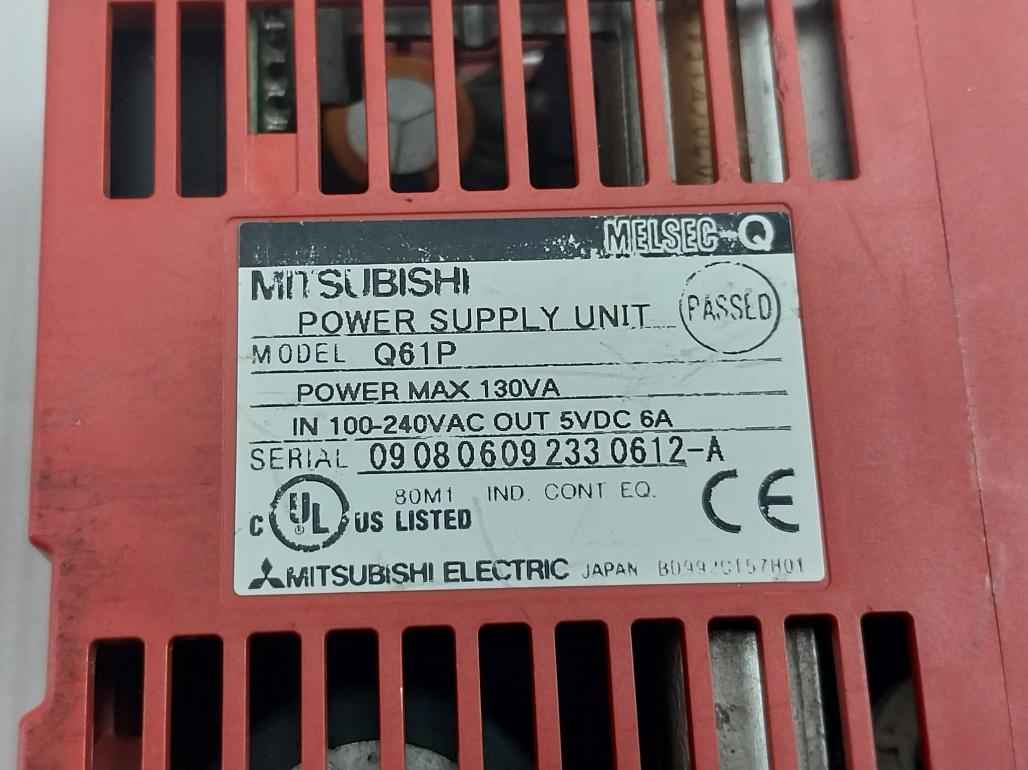 MELSEC-Q
MITSUBISHI
POWER SUPPLY UNIT
PASSED
MODEL Q61P
POWER MAX 130VA
IN 100-240VAC OUT 5VDC 6A
SERIAL 09 08 0609 233 0612-A
C UL US LISTED 80M1 IND. CONT EQ.
CE
MITSUBISHI ELECTRIC JAPAN